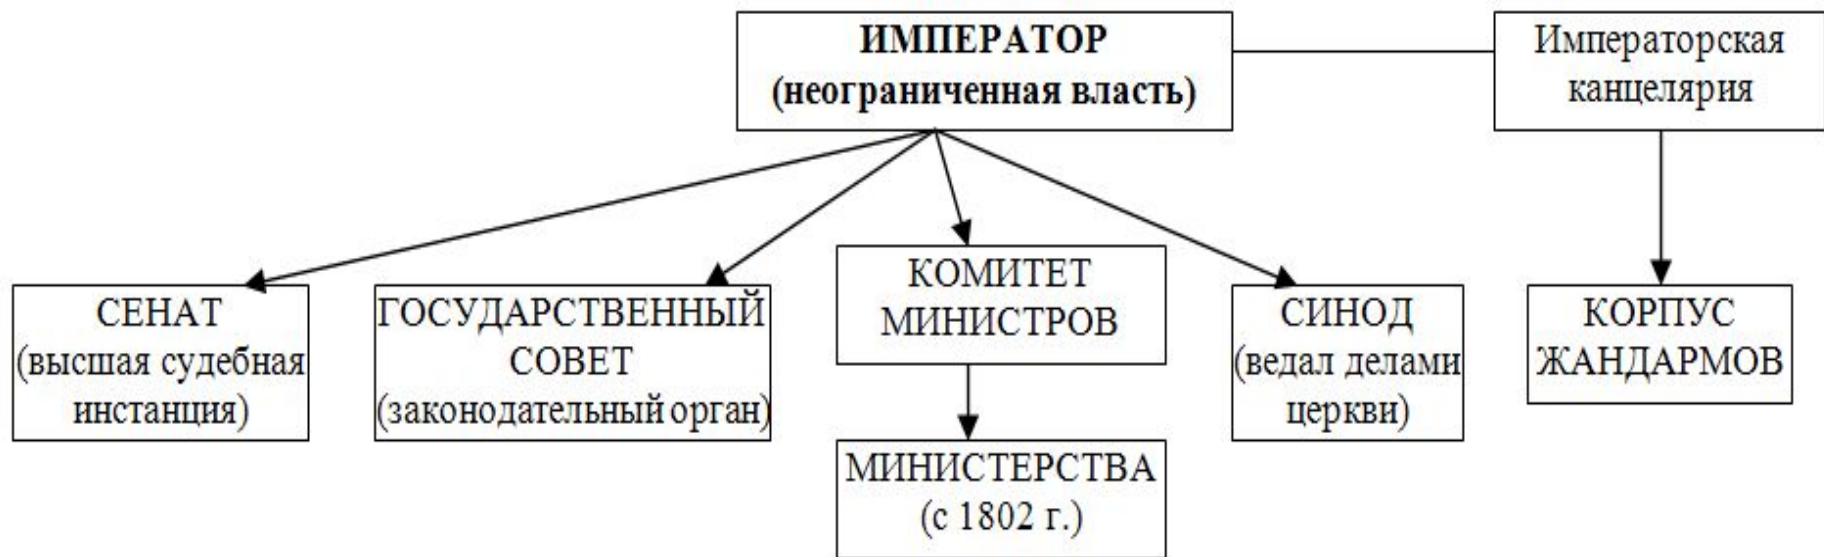 ИМПЕРАТОР
(неограниченная власть)
Императорская
канцелярия
СЕНАТ
(высшая судебная
инстанция)
ГОСУДАРСТВЕННЫЙ
СОВЕТ
(законодательный орган)
КОМИТЕТ
МИНИСТРОВ
СИНОД
(ведал делами
церкви)
КОРПУС
ЖАНДАРМОВ
МИНИСТЕРСТВА
(с 1802 г.)